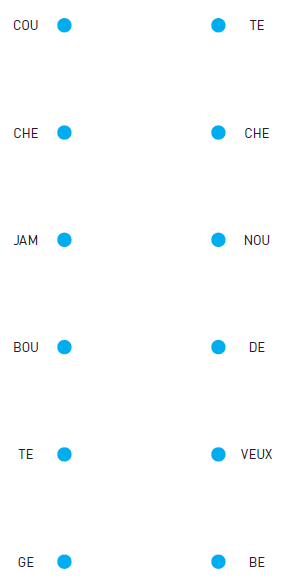 COU TE
CHE CHE
JAM NOU
BOU DE
TE VEUX
GE BE